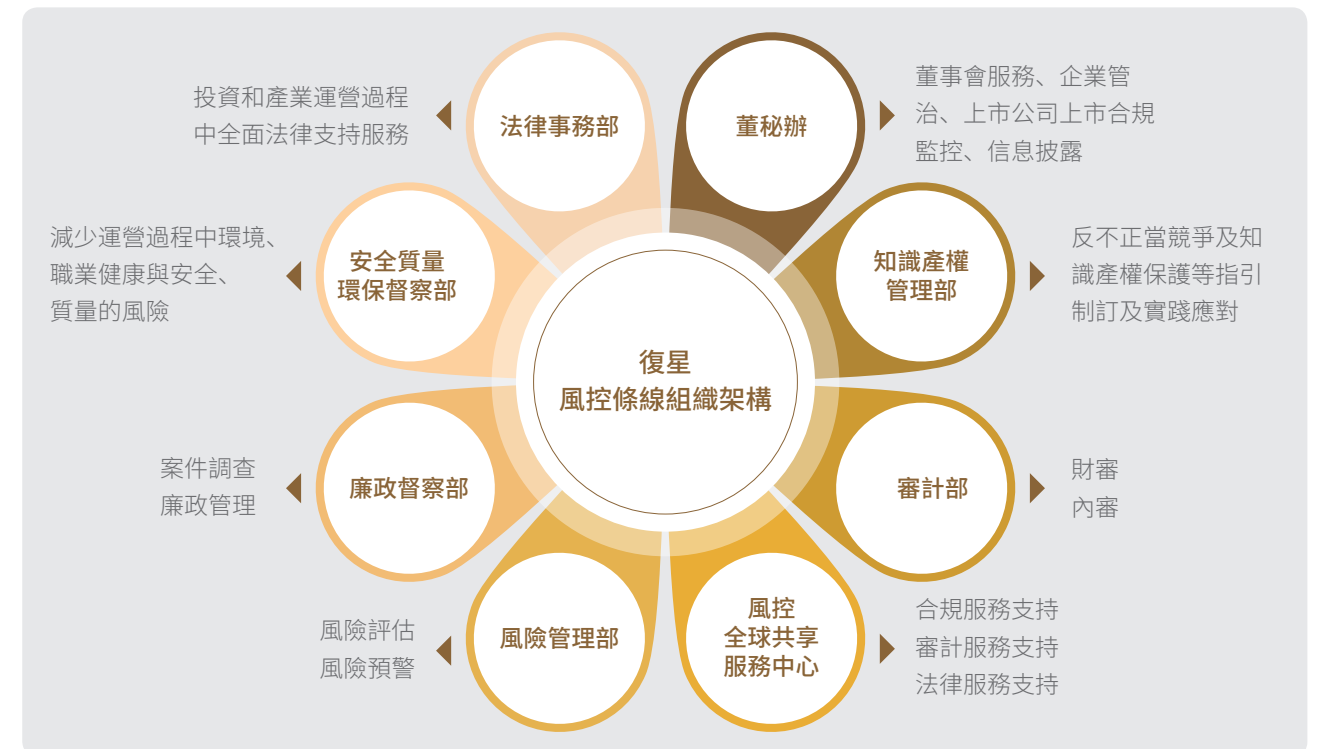 投資和產業運營過程
中全面法律支持服務
法律事務部
董秘辦
董事會服務、企業管
治、上市公司上市合規
監控、信息披露
減少運營過程中環境、
職業健康與安全、
質量的風險
安全質量
環保督察部
知識產權
管理部
反不正當競爭及知
識產權保護等指引
制訂及實踐應對
復星
風控條線組織架構
案件調查
廉政管理
廉政督察部
審計部
財審
內審
風險評估
風險預警
風險管理部
風控
全球共享
服務中心
合規服務支持
審計服務支持
法律服務支持